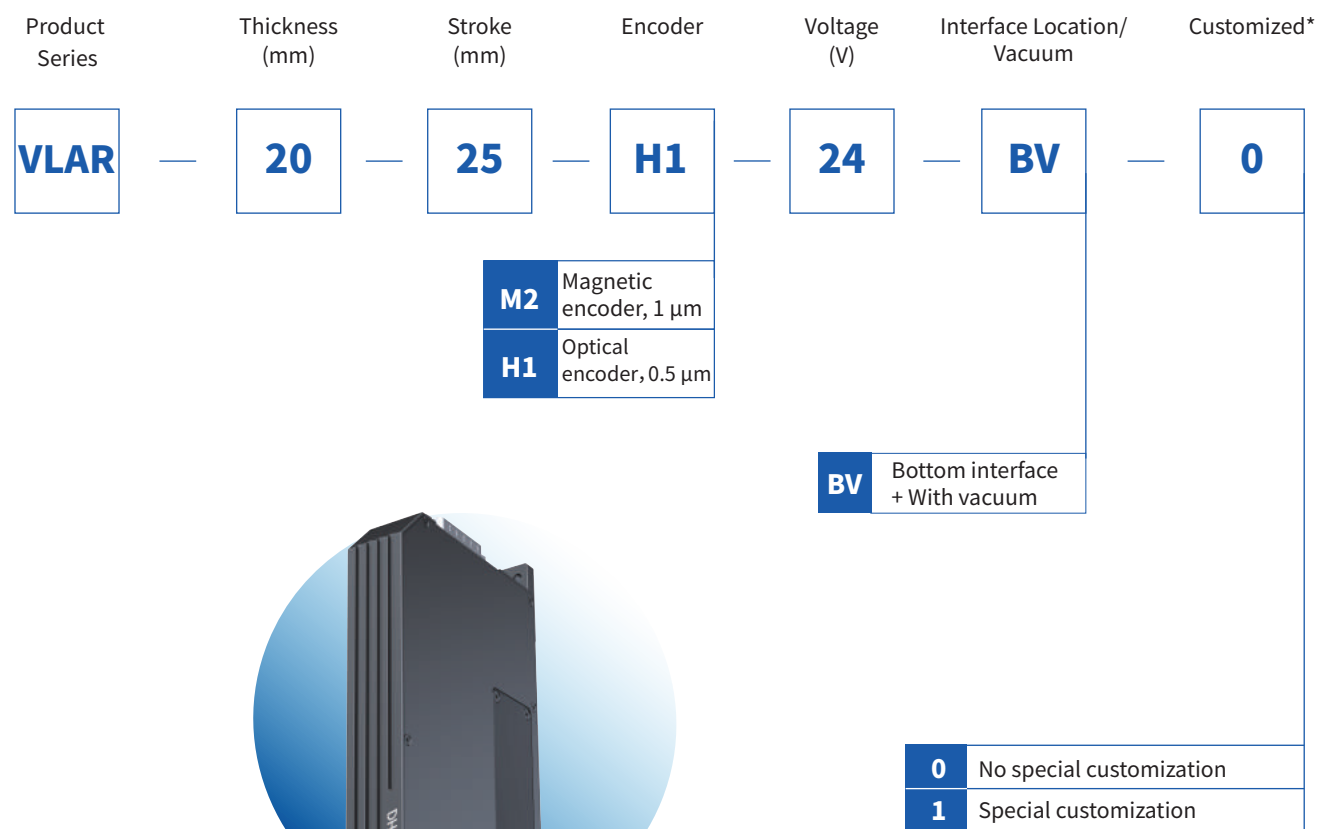 Product
Series
Thickness
(mm)
Stroke
(mm)
Encoder
Voltage
(V)
Interface Location/
Vacuum
Customized*
VLAR — 20 — 25 — H1 — 24 — BV — 0
M2
Magnetic
encoder, 1 μm
H1
Optical
encoder，0.5 μm
BV
Bottom interface
+ With vacuum
0 No special customization
1 Special customization
DH